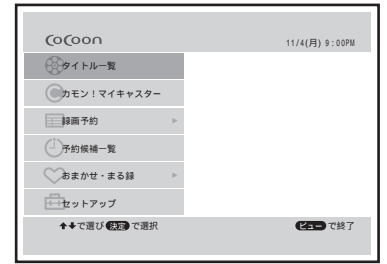 CoCoon
11/4(月) 9:00PM
タイトル一覧
カモン！マイキャスター
録画予約
予約候補一覧
おまかせ・まる録
セットアップ
↑↓で選び 決定 で選択
ビュー で終了